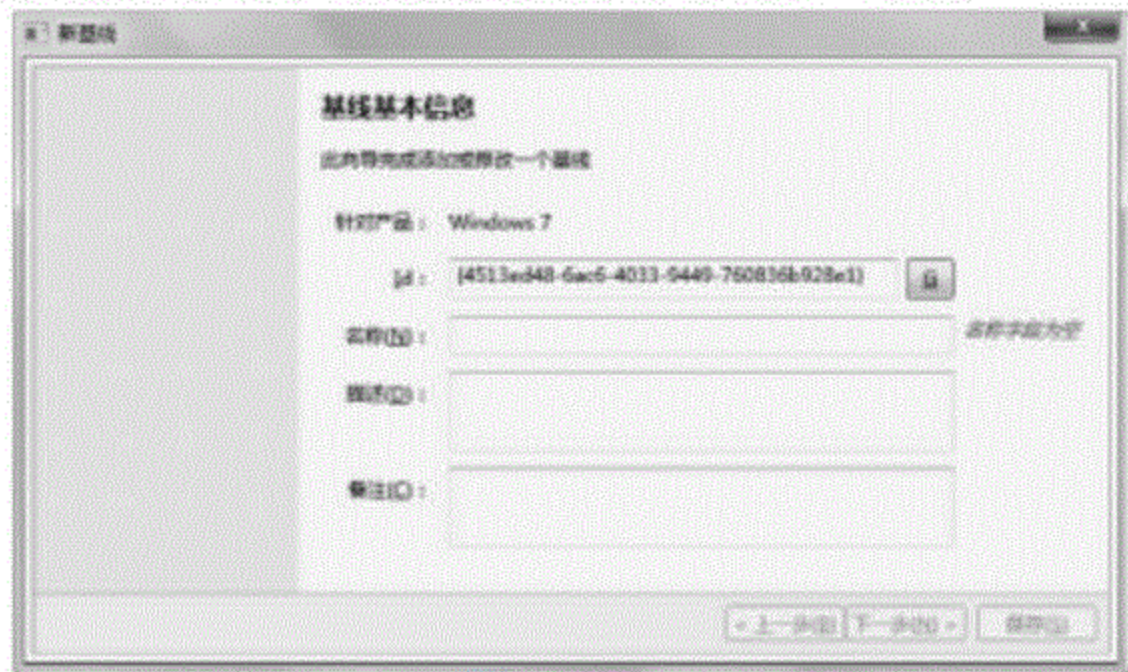 新基线
基线基本信息
此向导完成添加或修改一个基线
针对产品： Windows 7
Id： {4513ed48-6ac6-4033-9449-760836b928e1}
名称(N)： 名称字段为空
描述(D)：
备注(C)：
< 上一步(B) 下一步(N) > 保存(S)